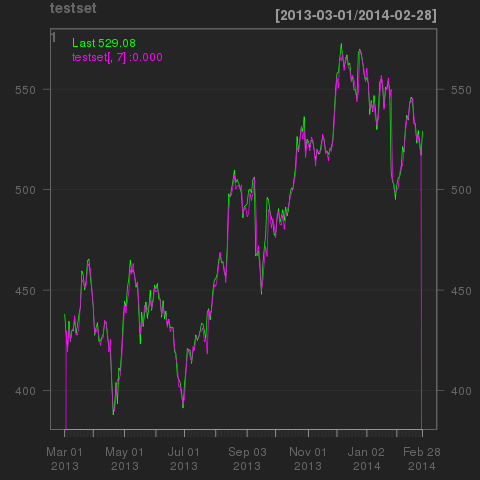 testset
[2013-03-01/2014-02-28]
1
Last 529.08
testset[, 7] :0.000
550
550
500
500
450
450
400
400
Mar 01 May 01 Jul 01 Sep 03 Nov 01 Jan 02 Feb 28
2013 2013 2013 2013 2013 2014 2014